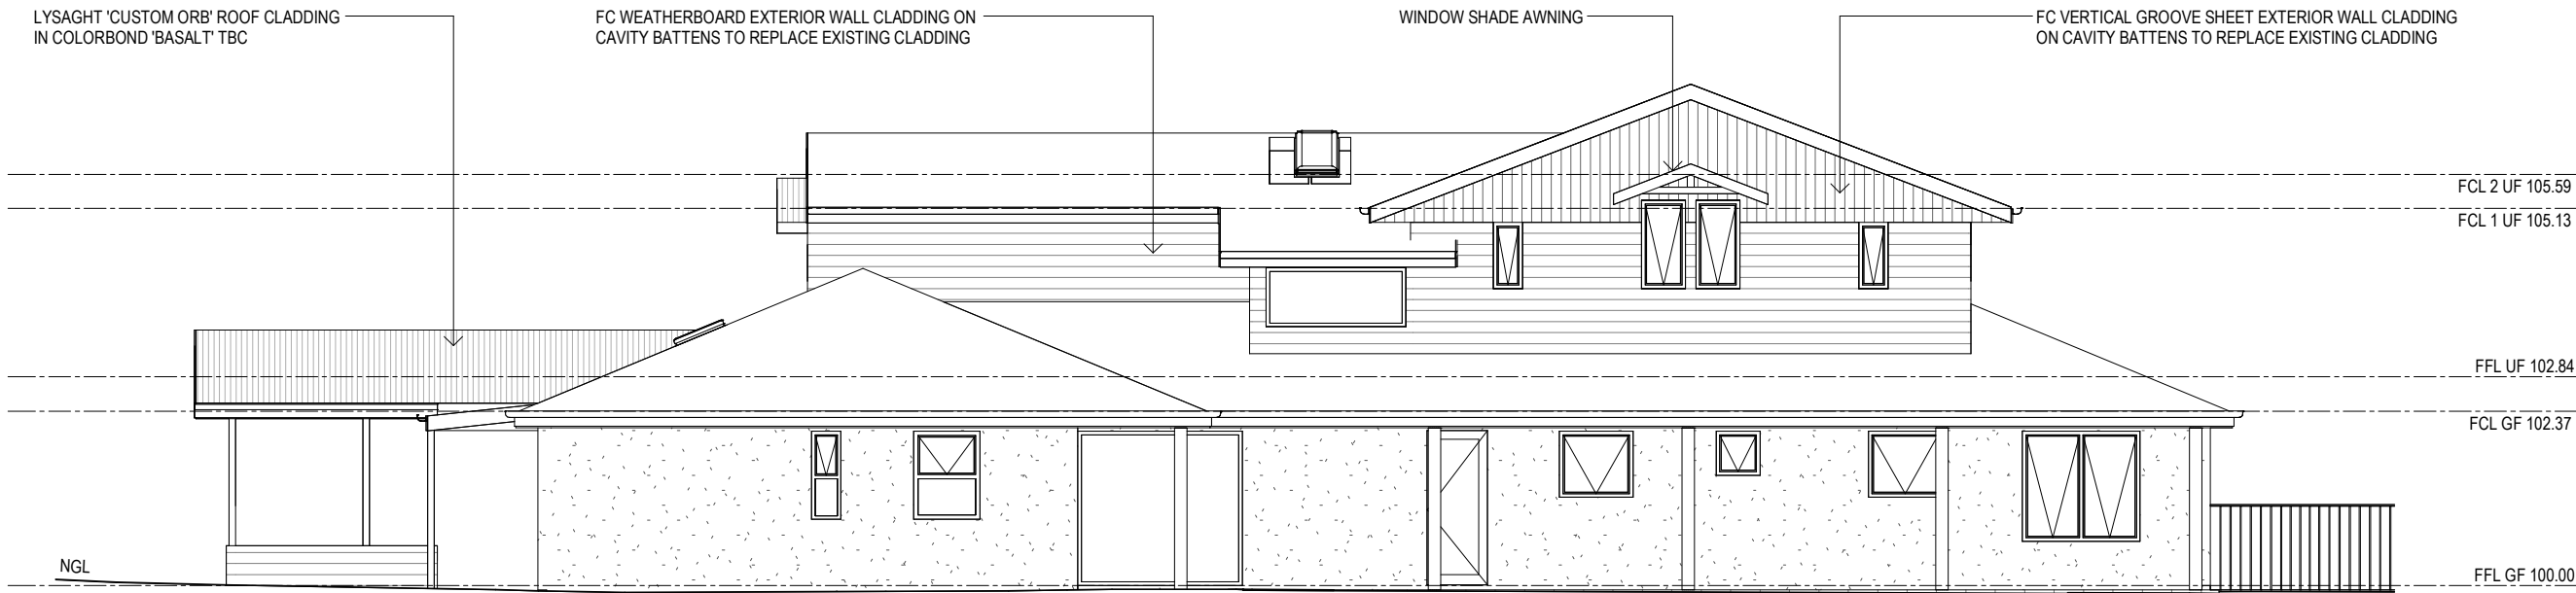 LYSAGHT 'CUSTOM ORB' ROOF CLADDING
IN COLORBOND 'BASALT' TBC
FC WEATHERBOARD EXTERIOR WALL CLADDING ON
CAVITY BATTENS TO REPLACE EXISTING CLADDING
WINDOW SHADE AWNING
FC VERTICAL GROOVE SHEET EXTERIOR WALL CLADDING
ON CAVITY BATTENS TO REPLACE EXISTING CLADDING
FCL 2 UF 105.59
FCL 1 UF 105.13
FFL UF 102.84
FCL GF 102.37
NGL
FFL GF 100.00